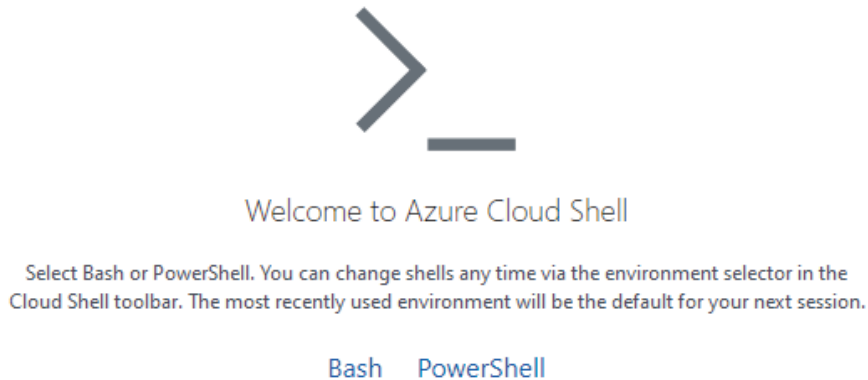 Welcome to Azure Cloud Shell
Select Bash or PowerShell. You can change shells any time via the environment selector in the
Cloud Shell toolbar. The most recently used environment will be the default for your next session.
Bash PowerShell